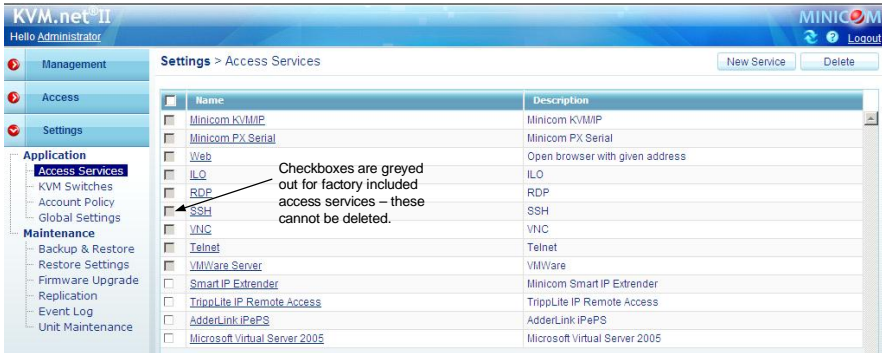 KVM.net®II
MINICOM
Hello Administrator
Logout
Management
Access
Settings
Application
Access Services
KVM Switches
Account Policy
Global Settings
Maintenance
Backup & Restore
Restore Settings
Firmware Upgrade
Replication
Event Log
Unit Maintenance
Settings > Access Services
New Service
Delete
Name Description
Minicom KVM/IP Minicom KVM/IP
Minicom PX Serial Minicom PX Serial
Web Open browser with given address
ILO ILO
RDP RDP
SSH SSH
VNC VNC
Telnet Telnet
VMWare Server VMWare
Smart IP Extrender Minicom Smart IP Extrender
TrippLite IP Remote Access TrippLite IP Remote Access
AdderLink iPePS AdderLink iPePS
Microsoft Virtual Server 2005 Microsoft Virtual Server 2005
Checkboxes are greyed
out for factory included
access services – these
cannot be deleted.